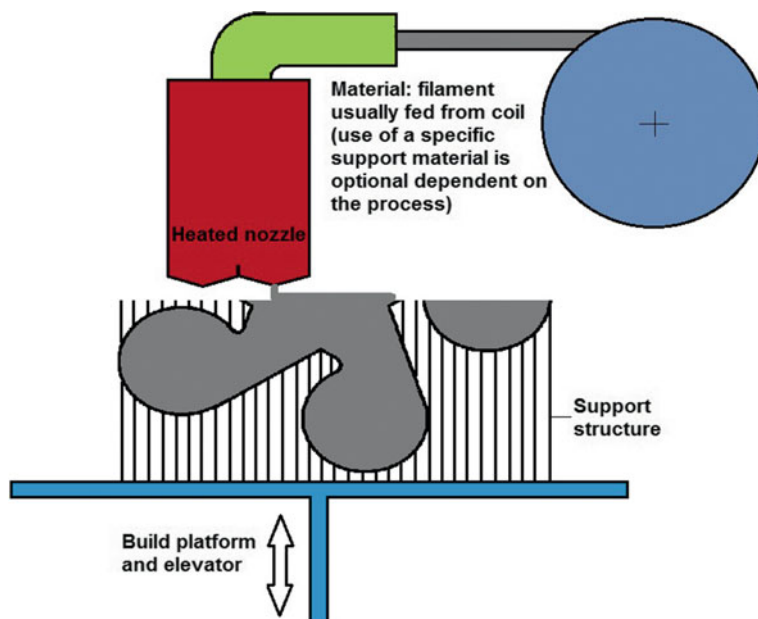 Material: filament
usually fed from coil
(use of a specific
support material is
optional dependent on
the process)
Heated nozzle
Support
structure
Build platform
and elevator